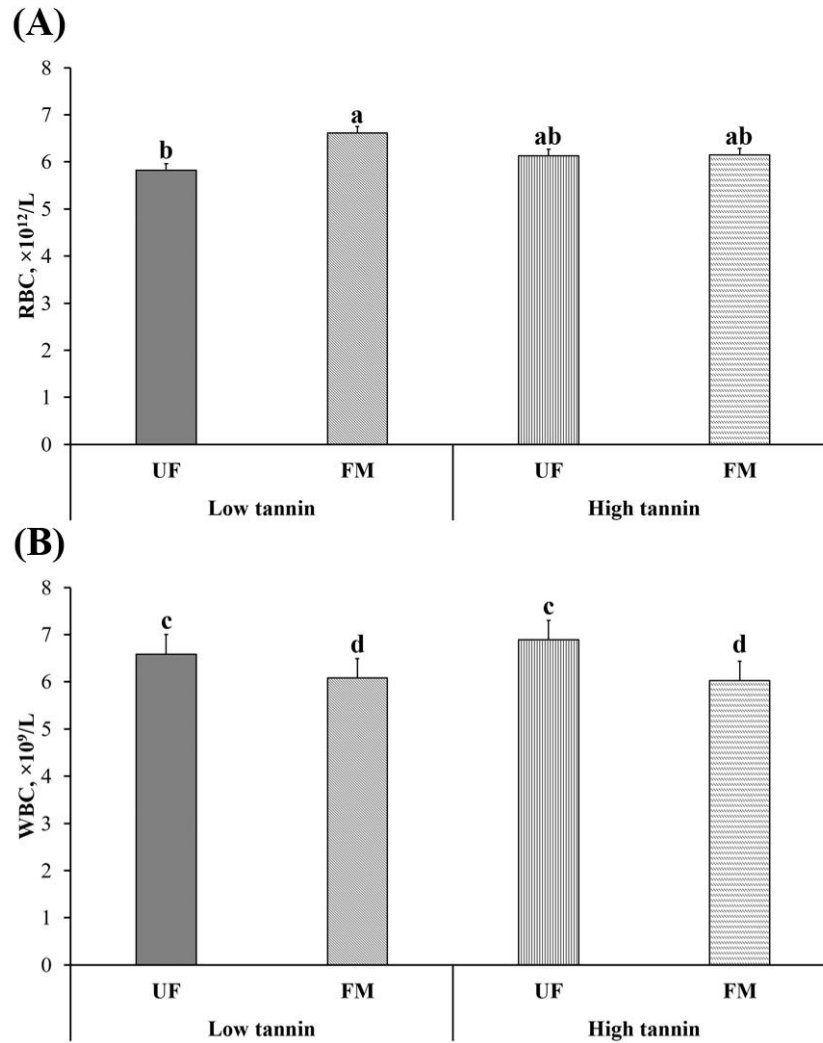 (A)
RBC, ×10¹²/L
8
7
6
5
4
3
2
1
0
b
a
ab
ab
UF
FM
UF
FM
Low tannin
High tannin
(B)
WBC, ×10⁹/L
8
7
6
5
4
3
2
1
0
c
d
c
d
UF
FM
UF
FM
Low tannin
High tannin